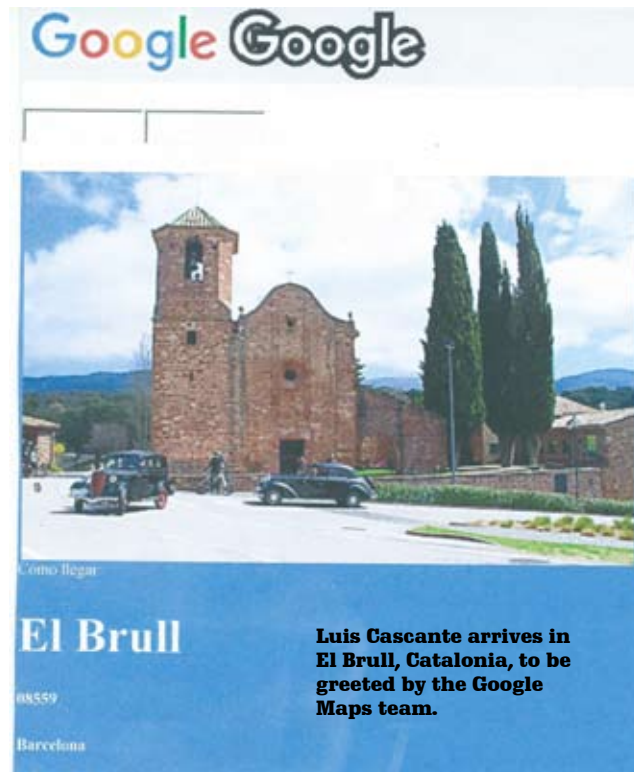 Google Google
Como llegar
El Brull
08559
Barcelona
Luis Cascante arrives in
El Brull, Catalonia, to be
greeted by the Google
Maps team.